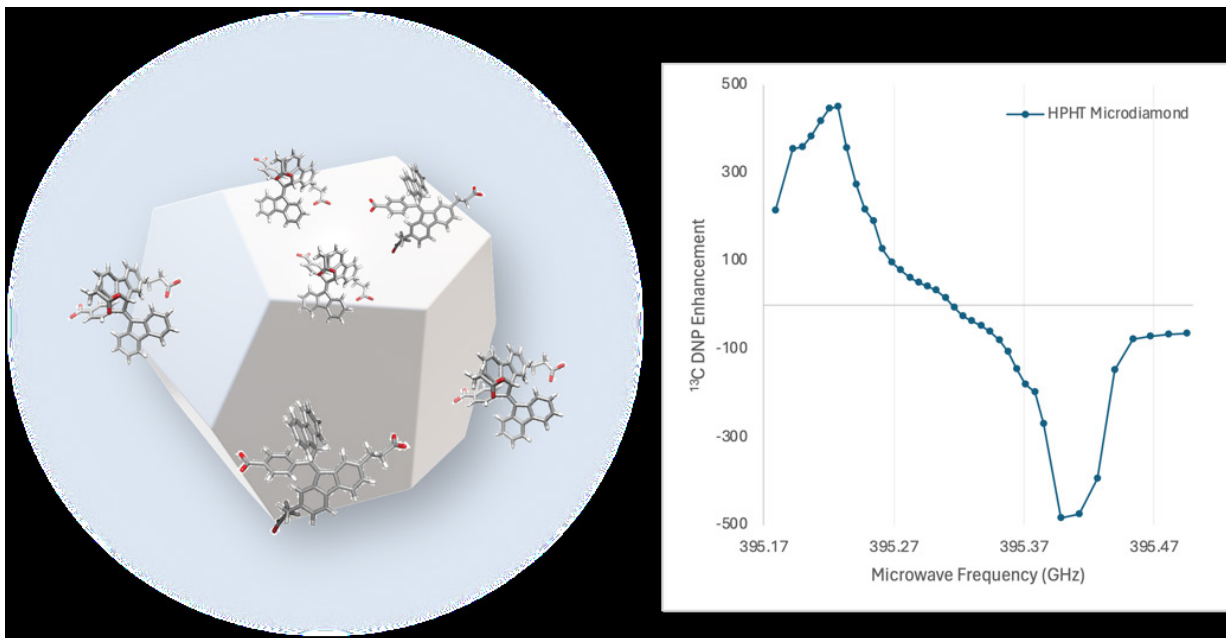 500
300
100
-100
-300
-500
¹³C DNP Enhancement
HPHT Microdiamond
395.17 395.27 395.37 395.47
Microwave Frequency (GHz)